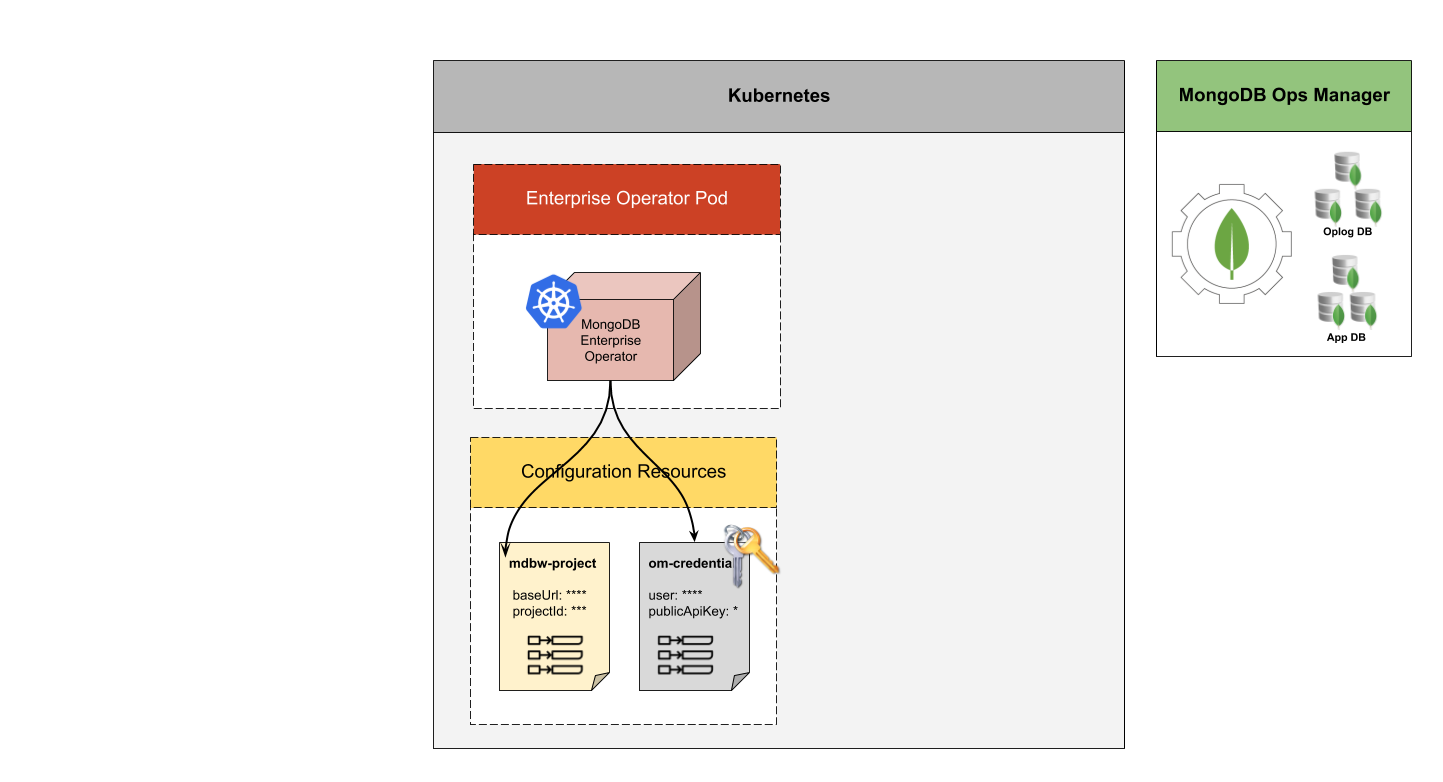 Kubernetes
MongoDB Ops Manager
Enterprise Operator Pod
MongoDB
Enterprise
Operator
Oplog DB
App DB
Configuration Resources
mdbw-project
baseUrl: ****
projectId: ***
om-credentia
user: ****
publicApiKey: *